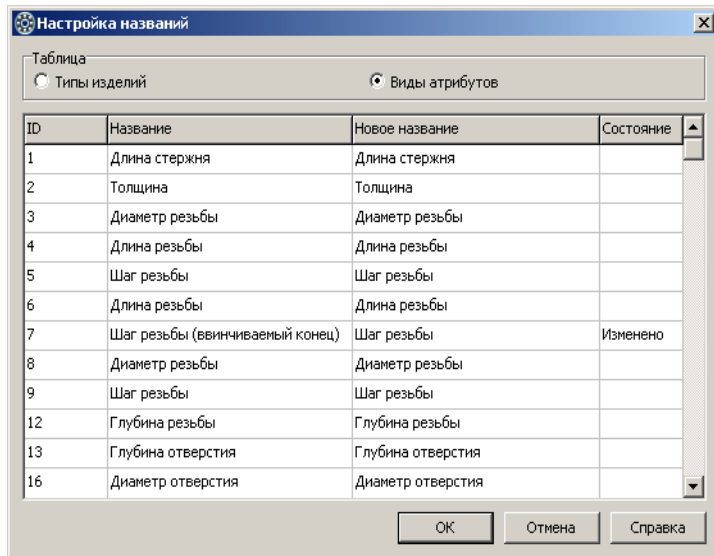 Настройка названий
Таблица
Типы изделий Виды атрибутов
ID Название Новое название Состояние
1 Длина стержня Длина стержня
2 Толщина Толщина
3 Диаметр резьбы Диаметр резьбы
4 Длина резьбы Длина резьбы
5 Шаг резьбы Шаг резьбы
6 Длина резьбы Длина резьбы
7 Шаг резьбы (ввинчиваемый конец) Шаг резьбы Изменено
8 Диаметр резьбы Диаметр резьбы
9 Шаг резьбы Шаг резьбы
12 Глубина резьбы Глубина резьбы
13 Глубина отверстия Глубина отверстия
16 Диаметр отверстия Диаметр отверстия
OK Отмена Справка